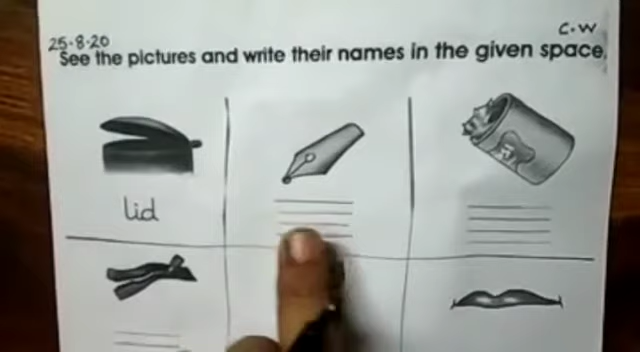 25.8.20
C.W
See the pictures and write their names in the given space.
lid